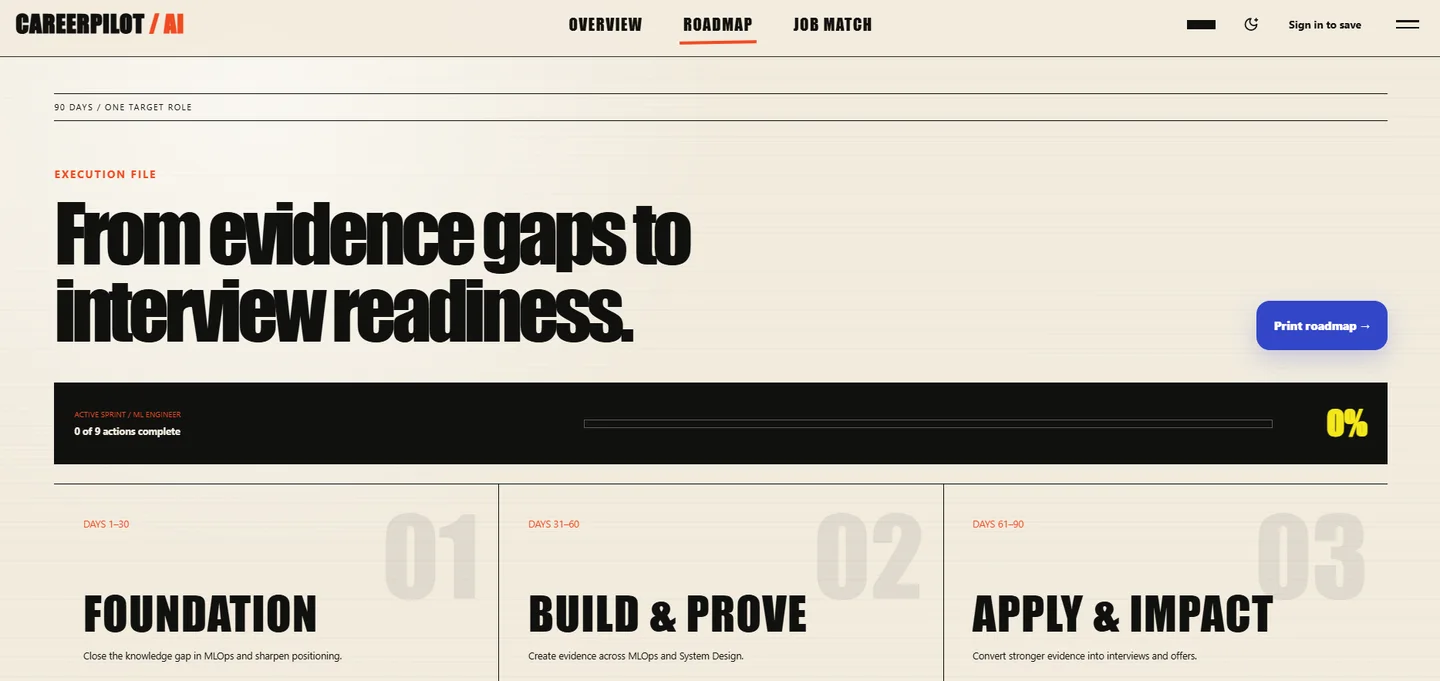 CAREERPILOT / AI
OVERVIEW
ROADMAP
JOB MATCH
Sign in to save
90 DAYS / ONE TARGET ROLE
EXECUTION FILE
From evidence gaps to
interview readiness.
Print roadmap →
ACTIVE SPRINT / ML ENGINEER
0 of 9 actions complete
0%
DAYS 1–30
01
FOUNDATION
Close the knowledge gap in MLOps and sharpen positioning.
DAYS 31–60
02
BUILD & PROVE
Create evidence across MLOps and System Design.
DAYS 61–90
03
APPLY & IMPACT
Convert stronger evidence into interviews and offers.